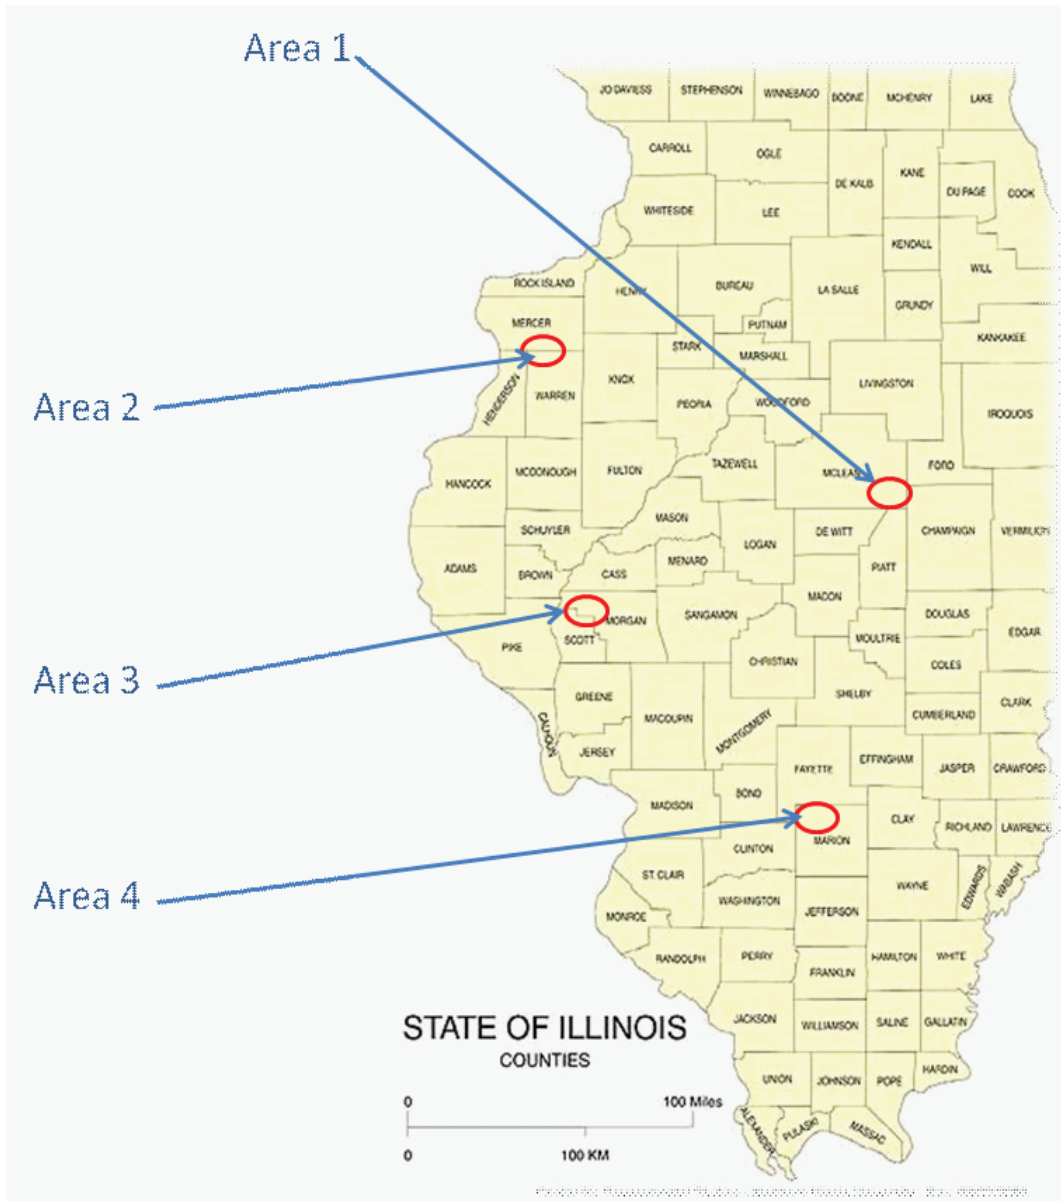 Area 1
JO DAVIESS STEPHENSON WINNEBAGO BOONE MCHENRY LAKE
CARROLL OGLE
DE KALB KANE DU PAGE COOK
WHITESIDE LEE
KENDALL
WILL
ROCK ISLAND HENRY BUREAU LA SALLE GRUNDY
MERCER PUTNAM KANKAKEE
STARK MARSHALL
Area 2
HENDERSON WARREN KNOX PEORIA WOODFORD LIVINGSTON IROQUOIS
HANCOCK MCDONOUGH FULTON TAZEWELL MCLEAN FORD
MASON
SCHUYLER LOGAN DE WITT CHAMPAIGN VERMILION
ADAMS BROWN CASS MENARD PIATT
MACON
MORGAN SANGAMON DOUGLAS
PIKE SCOTT MOULTRIE EDGAR
CHRISTIAN COLES
Area 3
GREENE SHELBY
CALHOUN MACOUPIN MONTGOMERY CUMBERLAND CLARK
JERSEY
FAYETTE EFFINGHAM JASPER CRAWFORD
MADISON BOND
CLAY RICHLAND LAWRENCE
CLINTON MARION
Area 4
ST. CLAIR WAYNE EDWARDS WABASH
WASHINGTON
MONROE JEFFERSON
RANDOLPH PERRY HAMILTON WHITE
FRANKLIN
JACKSON WILLIAMSON SALINE GALLATIN
STATE OF ILLINOIS
COUNTIES
UNION JOHNSON POPE HARDIN
0 100 Miles
ALEXANDER PULASKI MASSAC
0 100 KM